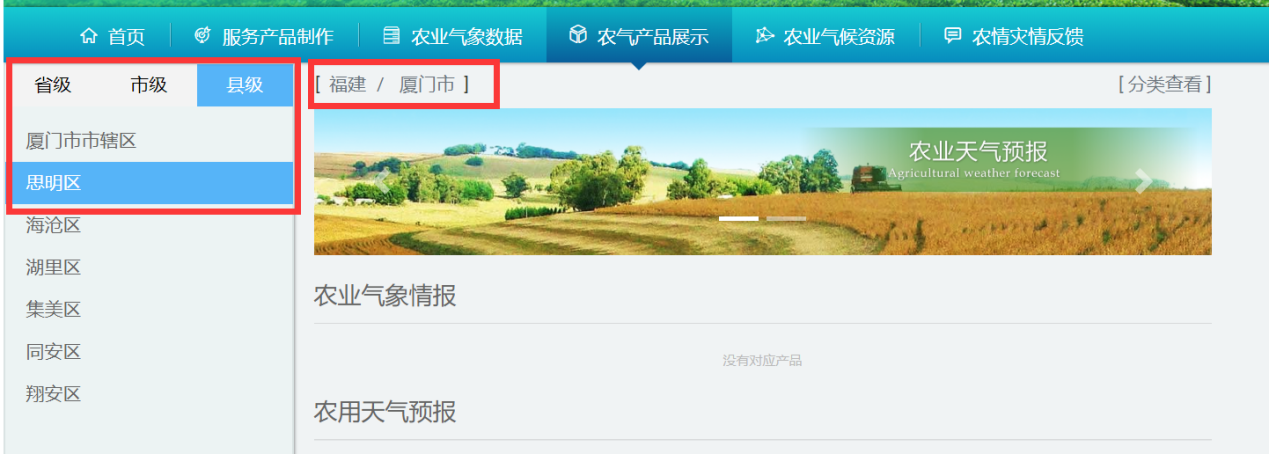 首页 服务产品制作 农业气象数据 农气产品展示 农业气候资源 农情灾情反馈
省级 市级 县级
[ 福建 / 厦门市 ]
[分类查看]
厦门市市辖区
思明区
海沧区
湖里区
集美区
同安区
翔安区
农业天气预报
Agricultural weather forecast
农业气象情报
没有对应产品
农用天气预报